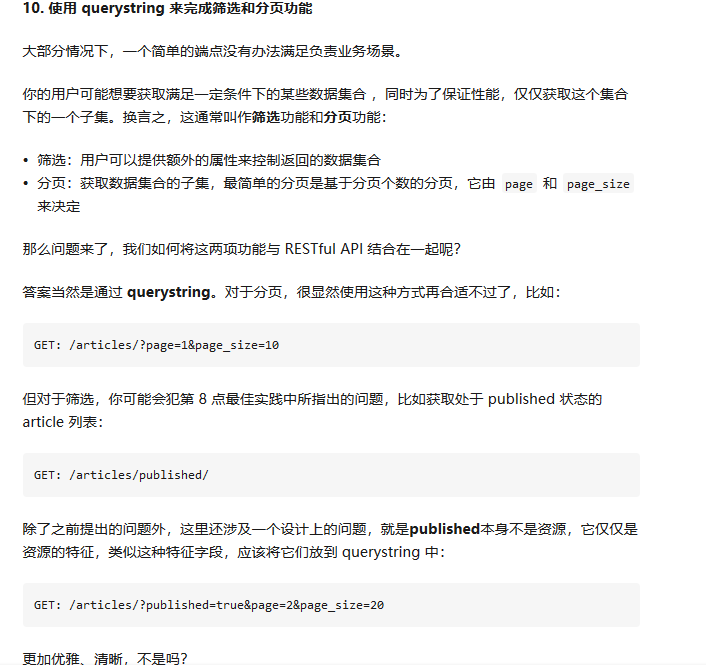 10. 使用 querystring 来完成筛选和分页功能
大部分情况下，一个简单的端点没有办法满足负责业务场景。
你的用户可能想要获取满足一定条件下的某些数据集合 ，同时为了保证性能，仅仅获取这个集合
下的一个子集。换言之，这通常叫作筛选功能和分页功能：
• 筛选：用户可以提供额外的属性来控制返回的数据集合
• 分页：获取数据集合的子集，最简单的分页是基于分页个数的分页，它由 page 和 page_size
来决定
那么问题来了，我们如何将这两项功能与 RESTful API 结合在一起呢？
答案当然是通过 querystring。对于分页，很显然使用这种方式再合适不过了，比如：
GET: /articles/?page=1&page_size=10
但对于筛选，你可能会犯第 8 点最佳实践中所指出的问题，比如获取处于 published 状态的
article 列表：
GET: /articles/published/
除了之前提出的问题外，这里还涉及一个设计上的问题，就是published本身不是资源，它仅仅是
资源的特征，类似这种特征字段，应该将它们放到 querystring 中：
GET: /articles/?published=true&page=2&page_size=20
更加优雅、清晰，不是吗？